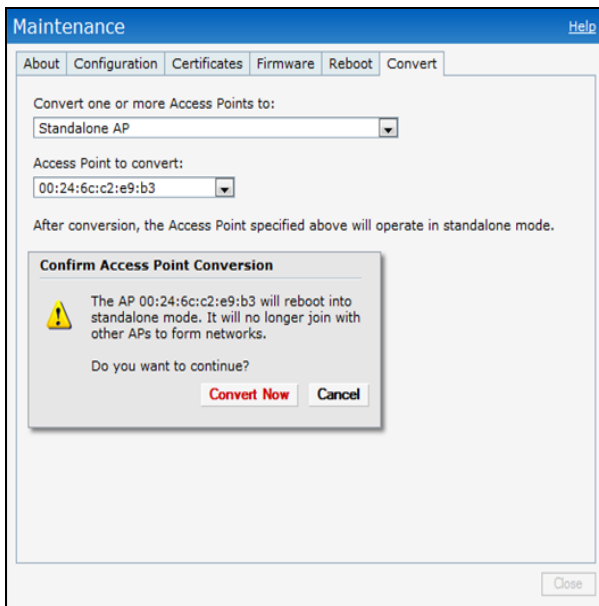 Maintenance
Help
About Configuration Certificates Firmware Reboot Convert
Convert one or more Access Points to:
Standalone AP
Access Point to convert:
00:24:6c:c2:e9:b3
After conversion, the Access Point specified above will operate in standalone mode.
Confirm Access Point Conversion
The AP 00:24:6c:c2:e9:b3 will reboot into
standalone mode. It will no longer join with
other APs to form networks.
Do you want to continue?
Convert Now Cancel
Close